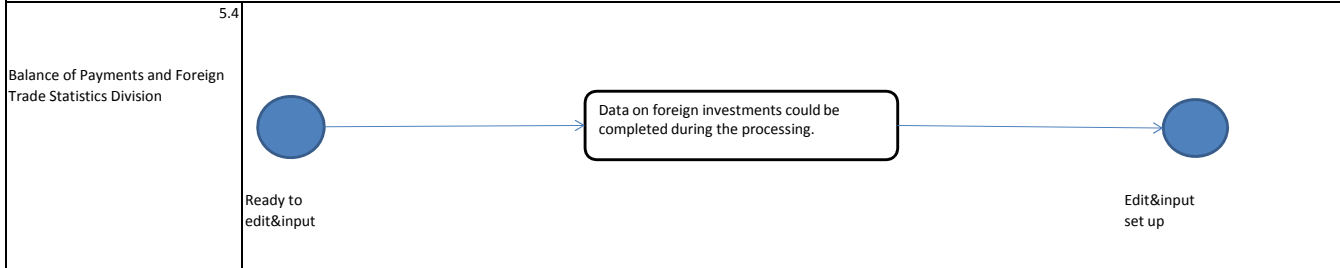 5.4
Balance of Payments and Foreign
Trade Statistics Division
Data on foreign investments could be
completed during the processing.
Ready to
edit&input
Edit&input
set up